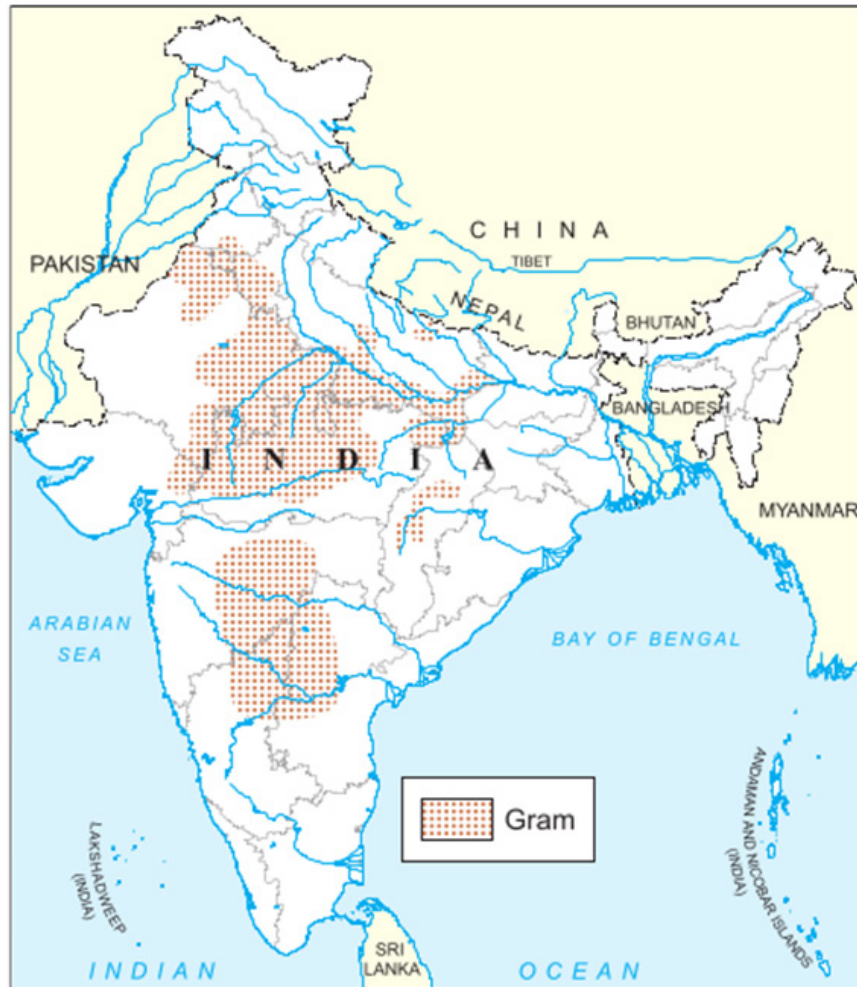 CHINA
TIBET
PAKISTAN
NEPAL
BHUTAN
BANGLADESH
INDIA
MYANMAR
ARABIAN
SEA
BAY OF BENGAL
Gram
LAKSHADWEEP
(INDIA)
ANDAMAN AND NICOBAR ISLANDS
(INDIA)
SRI
LANKA
INDIAN OCEAN